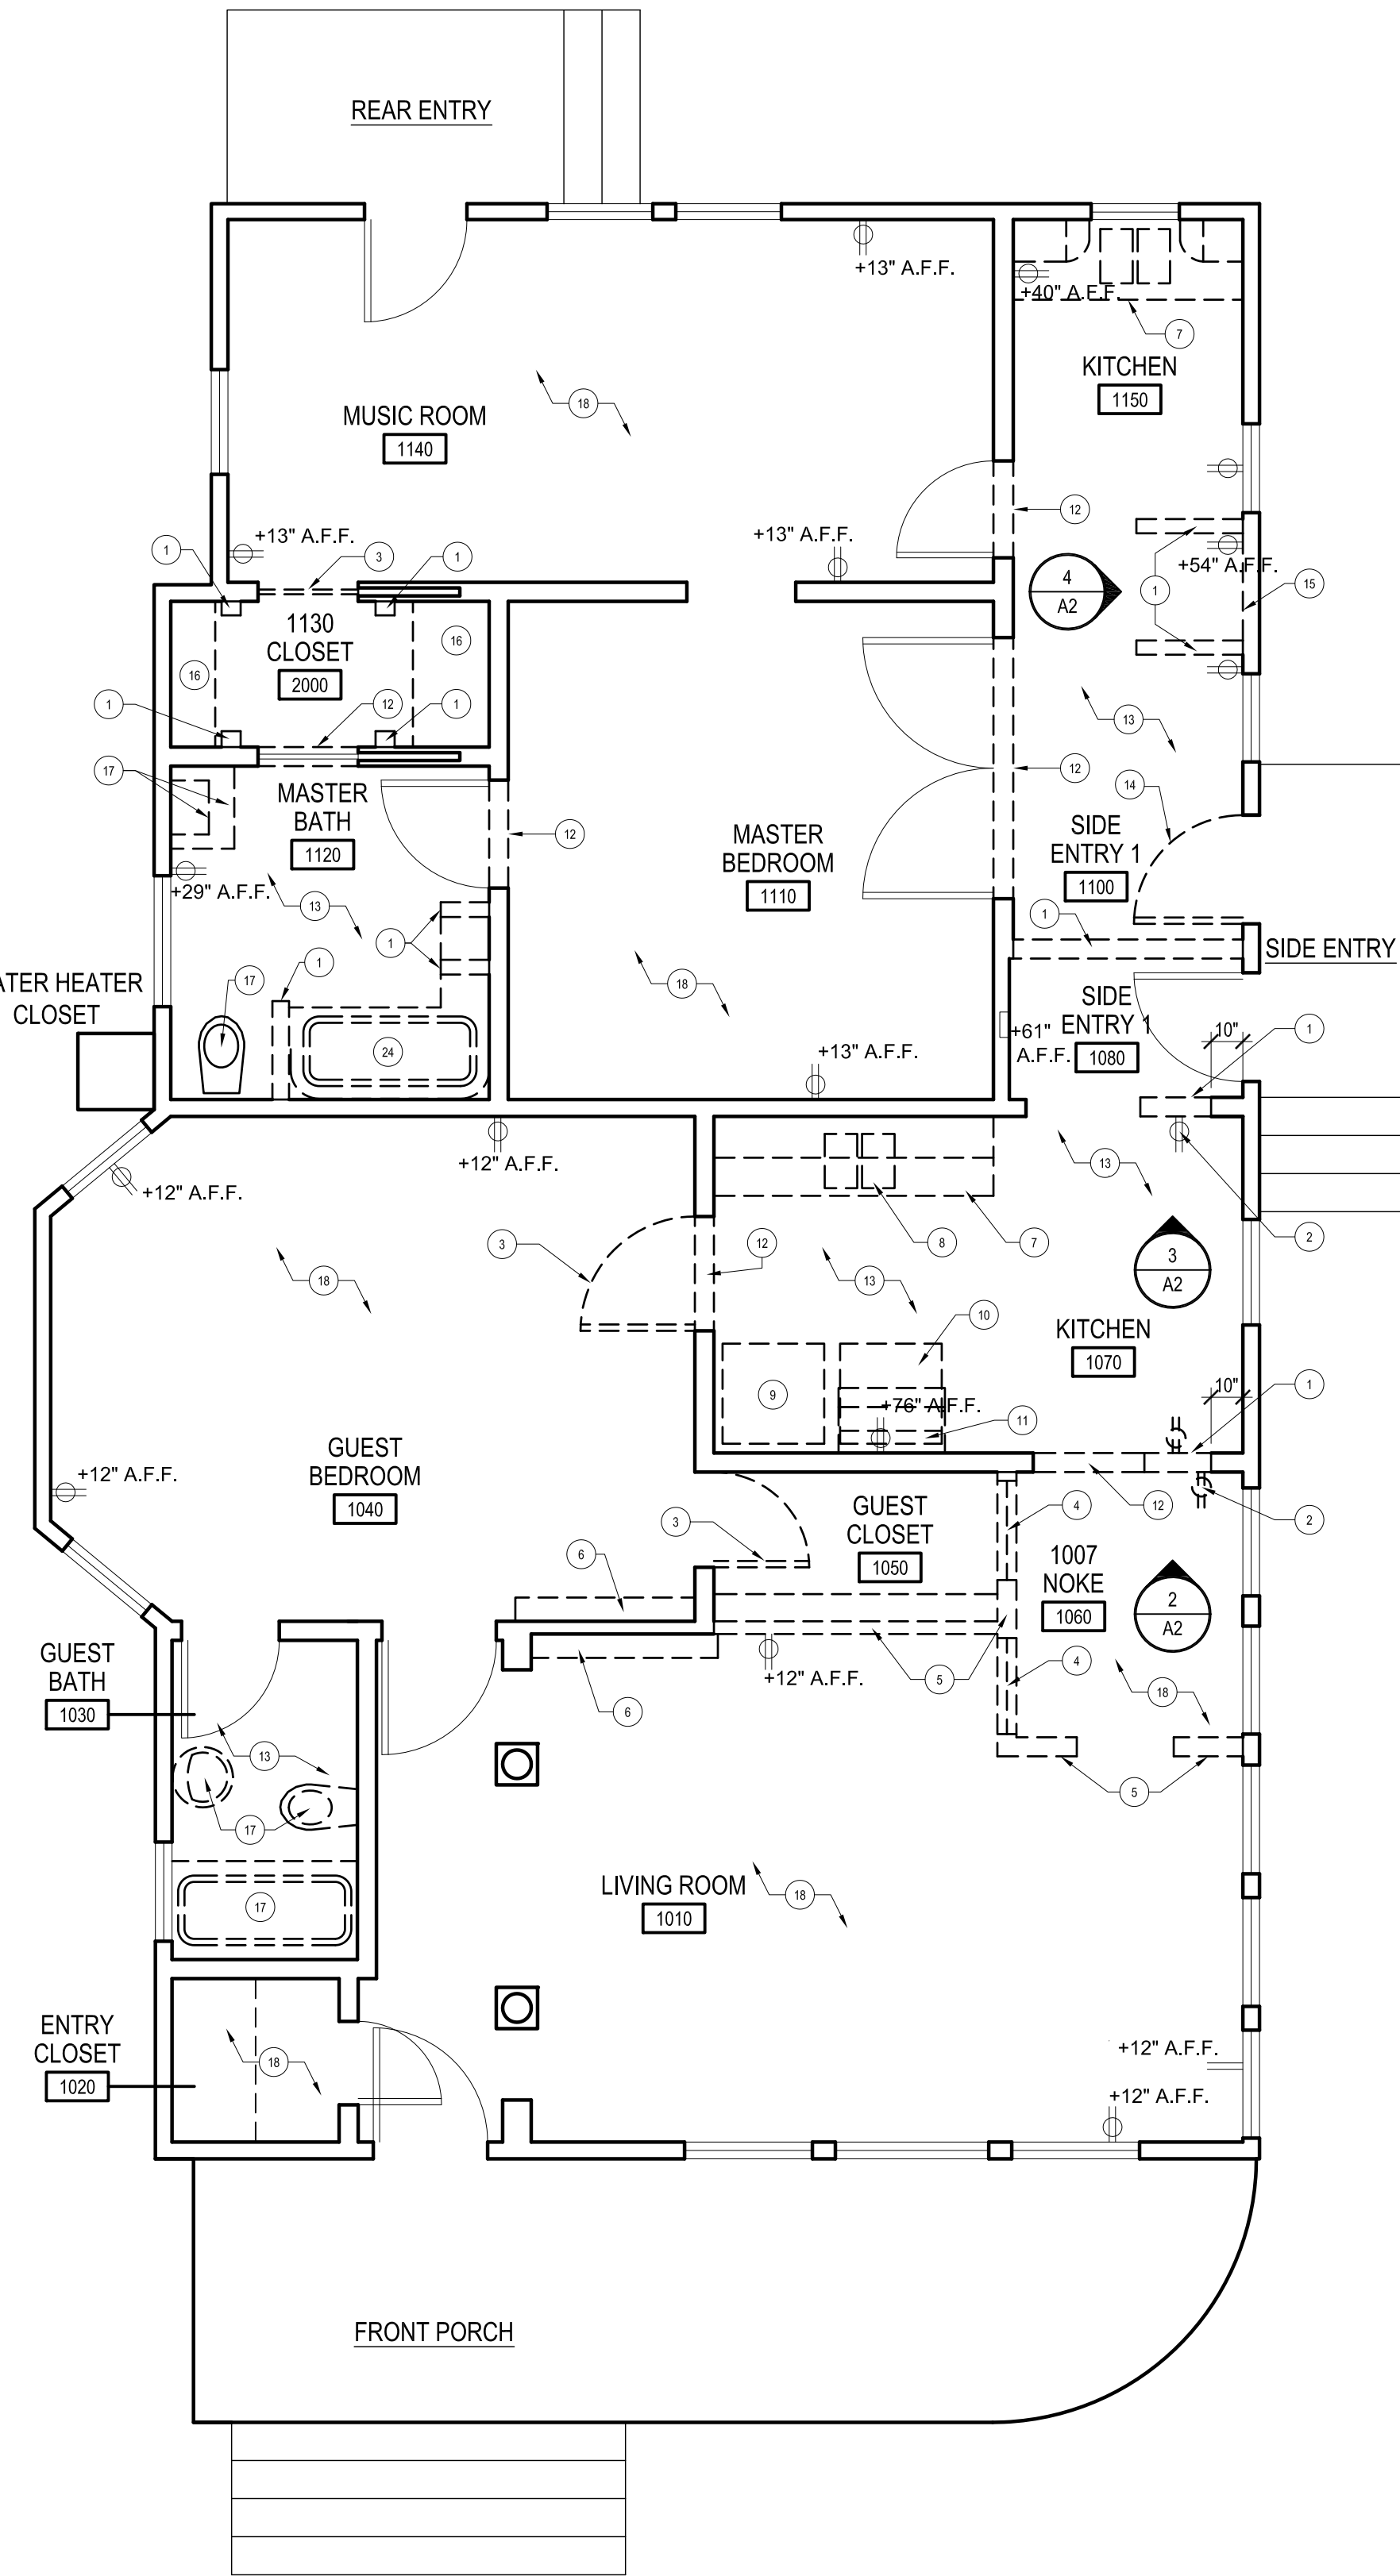 REAR ENTRY
+13" A.F.F.
+40" A.F.F.
7
KITCHEN
1150
18
MUSIC ROOM
1140
12
+13" A.F.F.
+13" A.F.F.
1
3
1
+54" A.F.F.
4
A2
1
15
1130
CLOSET
2000
16
16
1
12
1
13
17
12
14
MASTER
BATH
1120
12
MASTER
BEDROOM
1110
SIDE
ENTRY 1
1100
+29" A.F.F.
13
1
1
SIDE ENTRY
1
17
18
ATER HEATER
CLOSET
SIDE
ENTRY 1
1080
+61"
A.F.F.
10"
1
24
+13" A.F.F.
+12" A.F.F.
13
+12" A.F.F.
3
12
8
7
2
18
13
3
A2
10
KITCHEN
1070
9
10"
1
+76" A.F.F.
11
GUEST
BEDROOM
1040
+12" A.F.F.
GUEST
CLOSET
1050
4
12
2
3
6
1007
NOKE
1060
2
A2
GUEST
BATH
1030
+12" A.F.F.
5
4
18
6
13
5
17
LIVING ROOM
1010
18
17
ENTRY
CLOSET
1020
18
+12" A.F.F.
+12" A.F.F.
FRONT PORCH